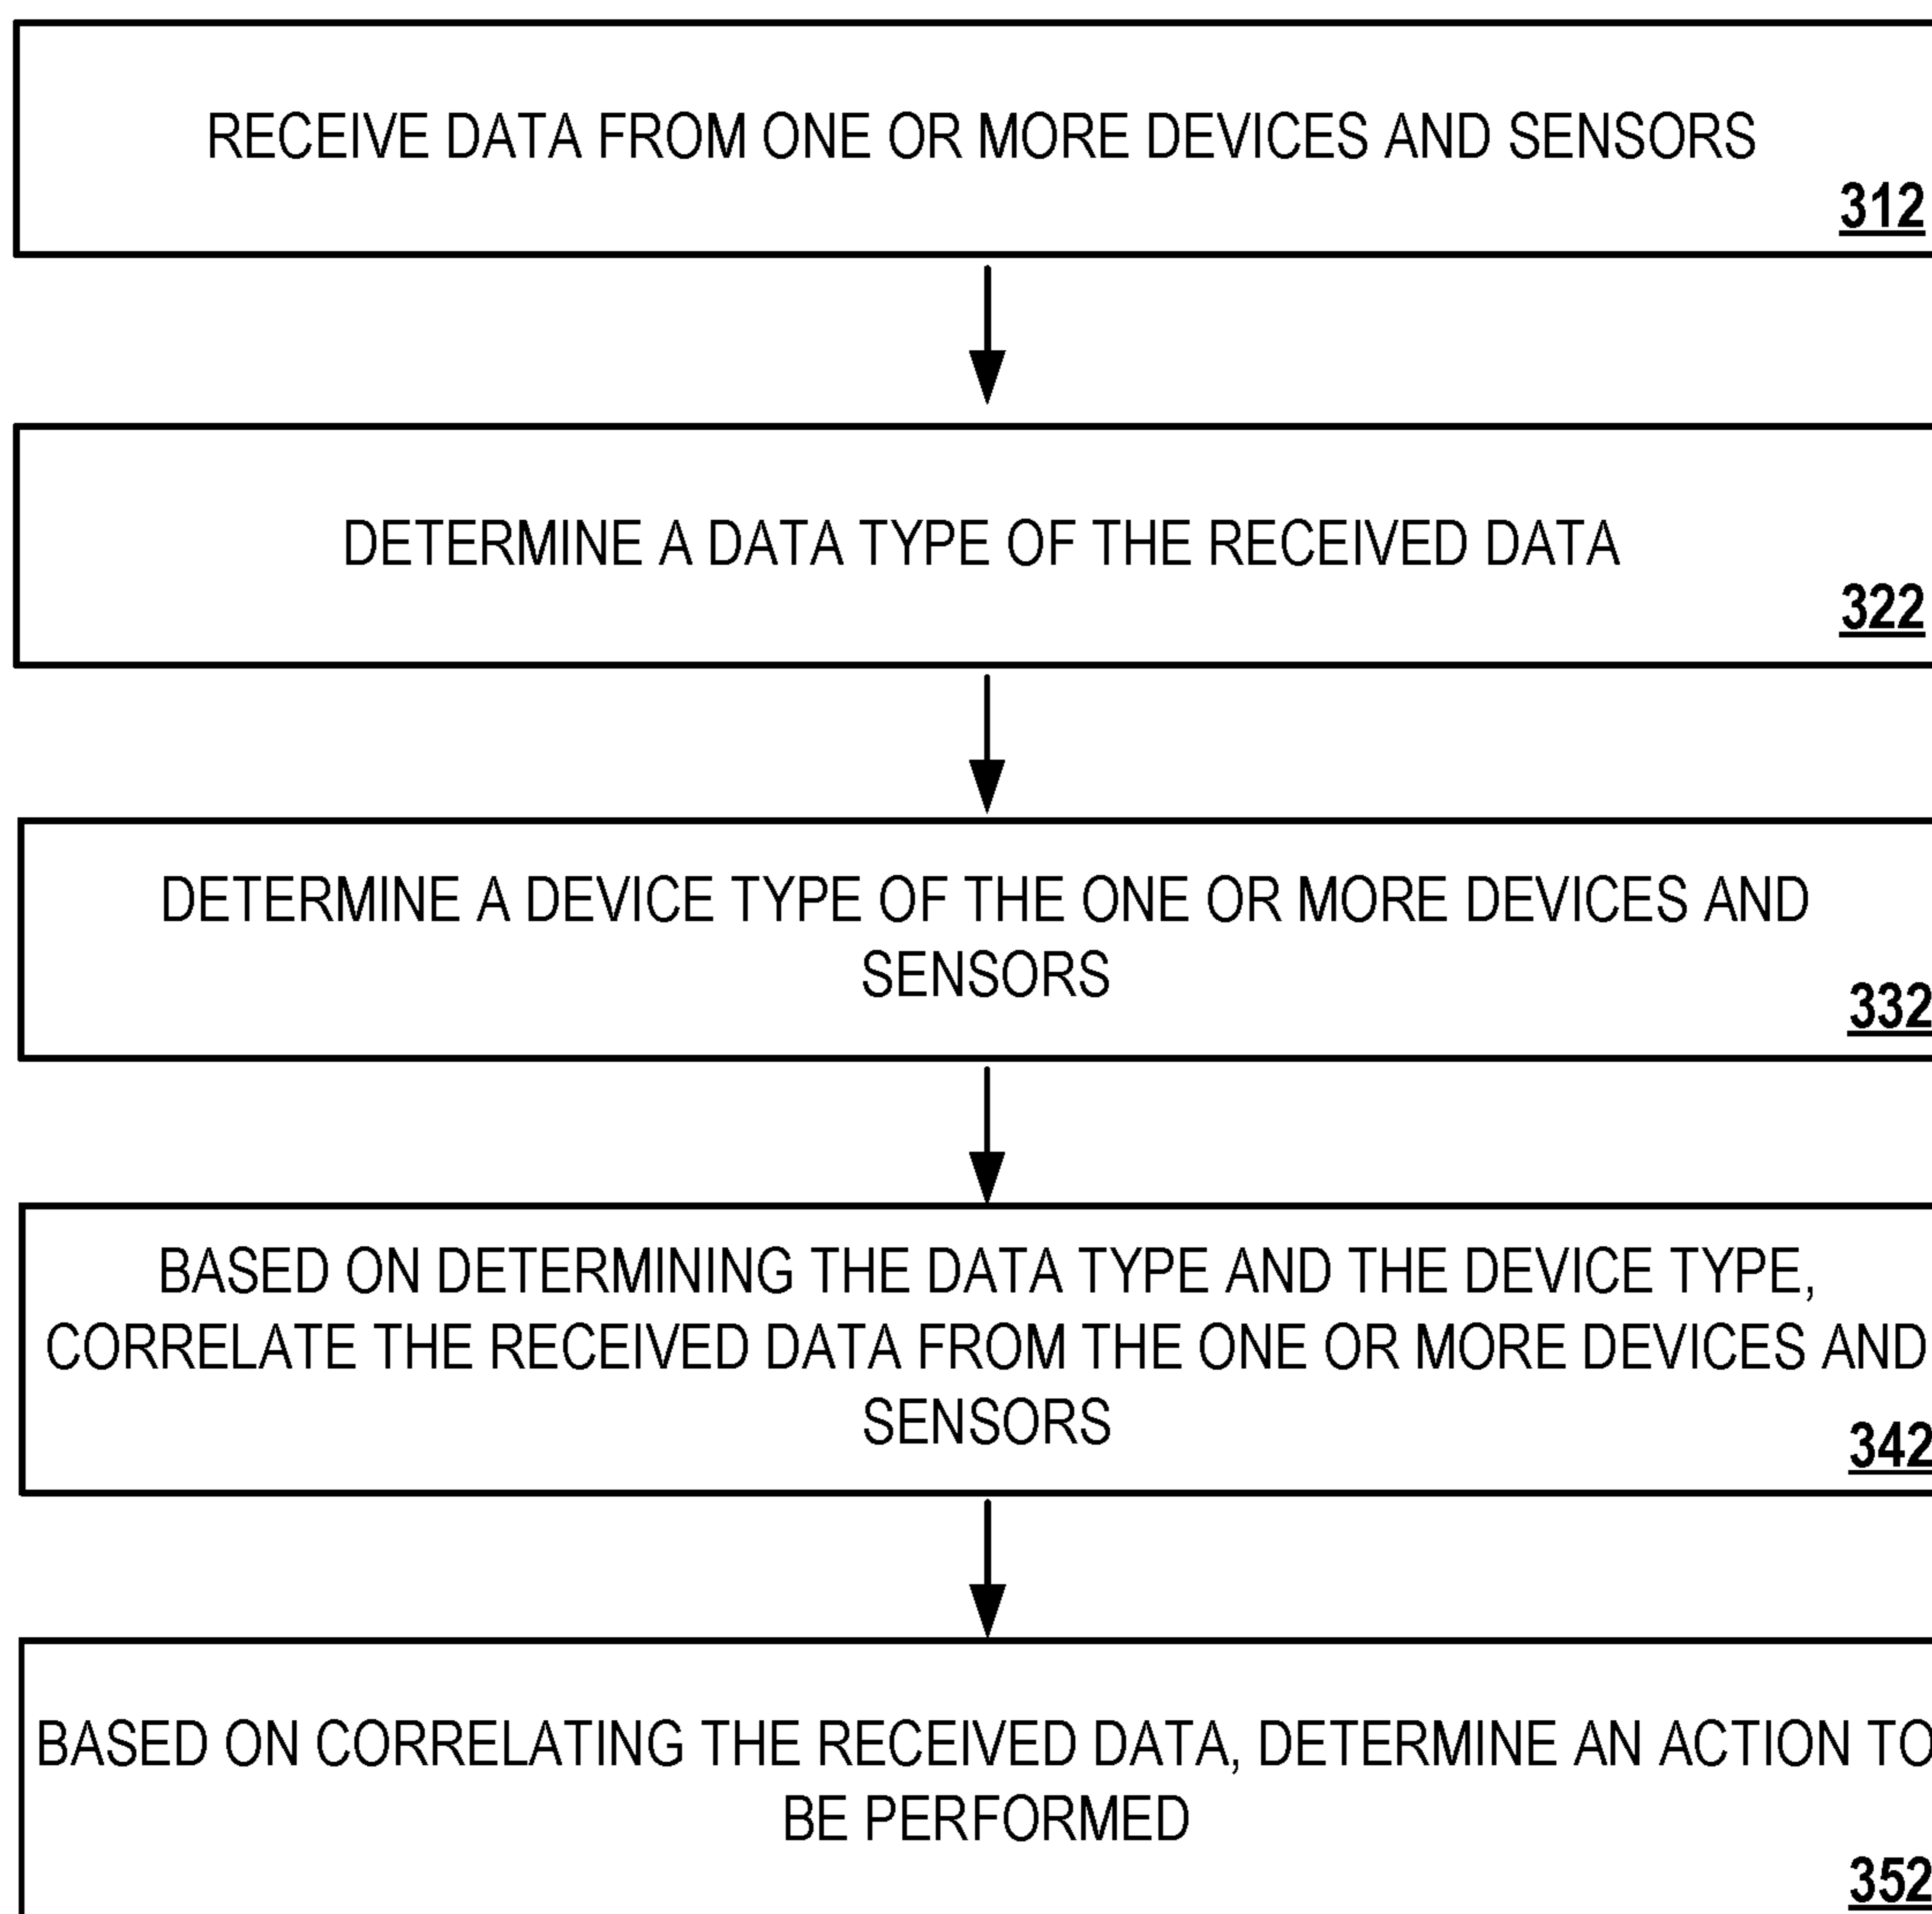 RECEIVE DATA FROM ONE OR MORE DEVICES AND SENSORS
312
DETERMINE A DATA TYPE OF THE RECEIVED DATA
322
DETERMINE A DEVICE TYPE OF THE ONE OR MORE DEVICES AND
SENSORS
332
BASED ON DETERMINING THE DATA TYPE AND THE DEVICE TYPE,
CORRELATE THE RECEIVED DATA FROM THE ONE OR MORE DEVICES AND
SENSORS
342
BASED ON CORRELATING THE RECEIVED DATA, DETERMINE AN ACTION TO
BE PERFORMED
352